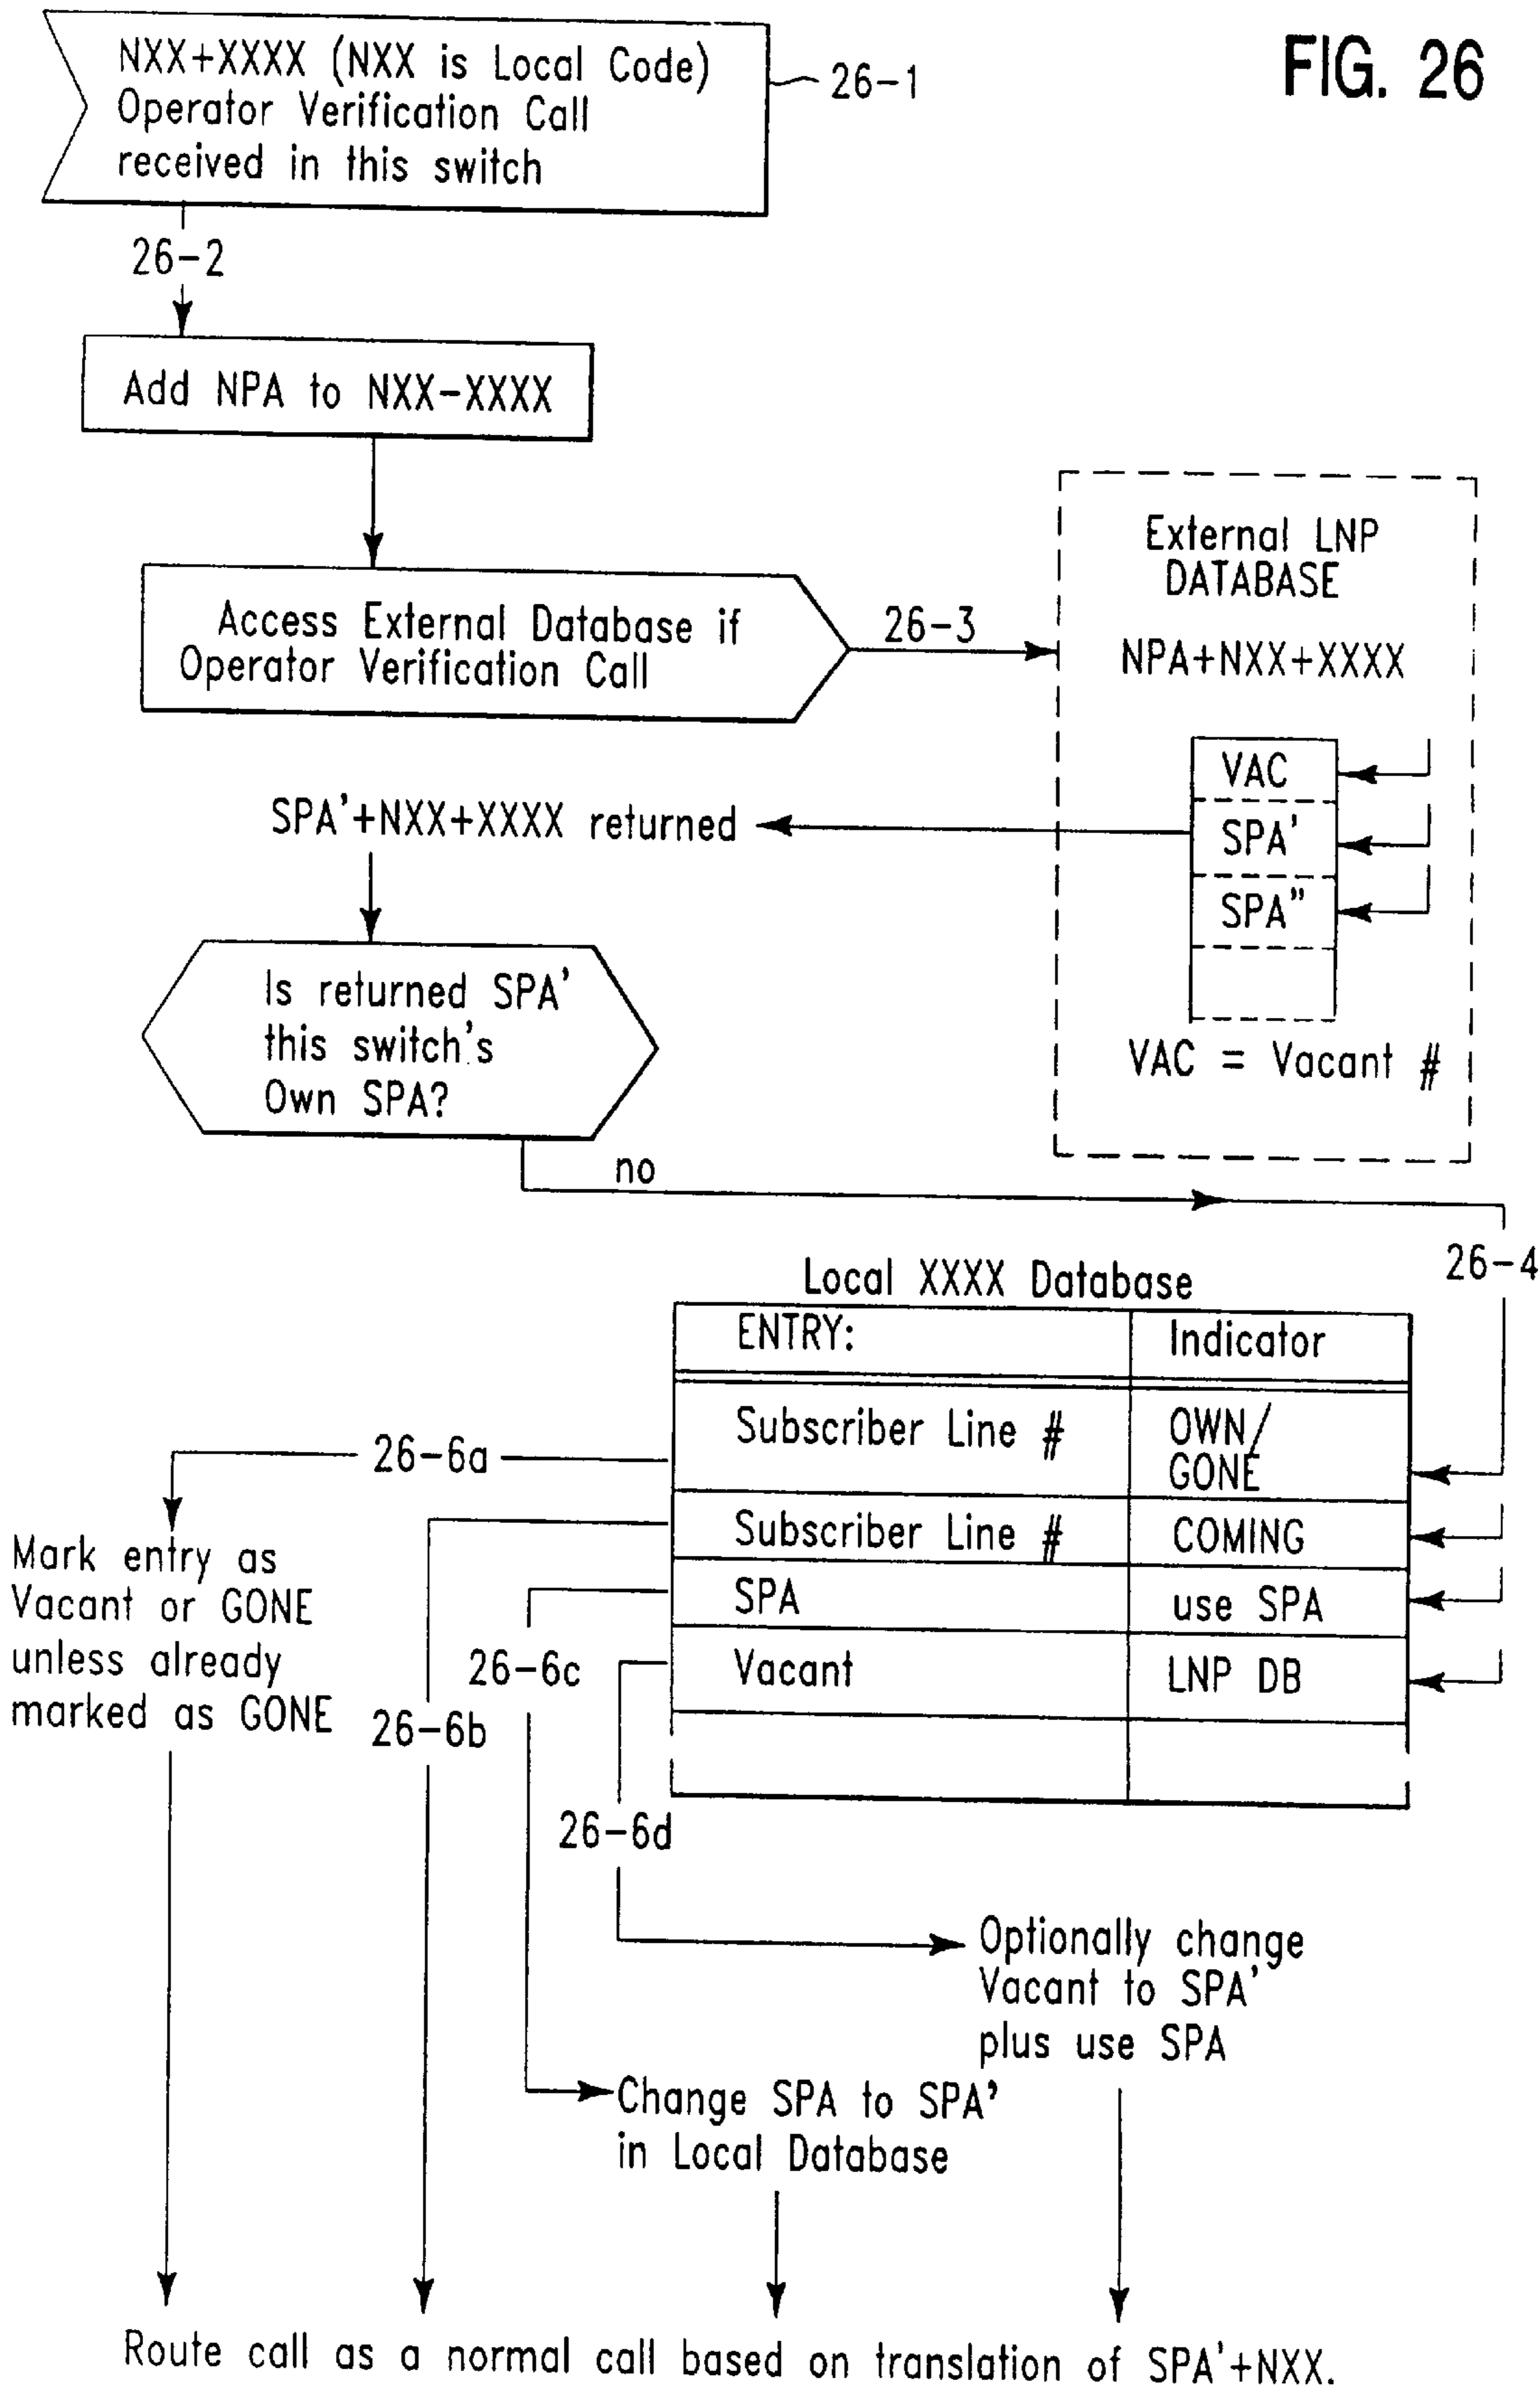 FIG. 26
NXX+XXXX (NXX is Local Code)
Operator Verification Call
received in this switch
26-1
26-2
Add NPA to NXX-XXXX
Access External Database if
Operator Verification Call
26-3
External LNP
DATABASE
NPA+NXX+XXXX
VAC
SPA'
SPA"
VAC = Vacant #
SPA'+NXX+XXXX returned
Is returned SPA'
this switch's
Own SPA?
no
26-4
Local XXXX Database
ENTRY: Indicator
Subscriber Line # OWN/
GONE
Subscriber Line # COMING
SPA use SPA
Vacant LNP DB
26-6a
Mark entry as
Vacant or GONE
unless already
marked as GONE
26-6b
26-6c
26-6d
Optionally change
Vacant to SPA'
plus use SPA
Change SPA to SPA'
in Local Database
Route call as a normal call based on translation of SPA'+NXX.